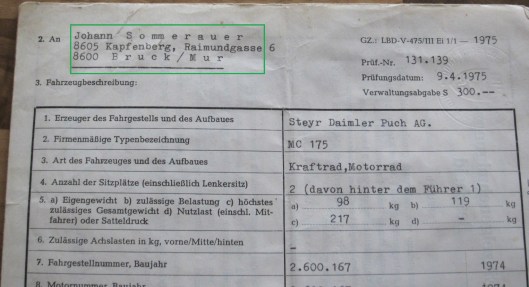 2. An Johann Sommerauer
8605 Kapfenberg, Raimundgasse 6
8600 Bruck/Mur
GZ.: LBD-V-475/III Ei 1/1 — 1975
Prüf.-Nr. 131.139
Prüfungsdatum: 9.4.1975
Verwaltungsabgabe S 300.--
3. Fahrzeugbeschreibung:
1. Erzeuger des Fahrgestells und des Aufbaues Steyr Daimler Puch AG.
2. Firmenmäßige Typenbezeichnung MC 175
3. Art des Fahrzeuges und des Aufbaues Kraftrad,Motorrad
4. Anzahl der Sitzplätze (einschließlich Lenkersitz) 2 (davon hinter dem Führer 1)
5. a) Eigengewicht b) zulässige Belastung c) höchstes a) 98 kg b) 119 kg
zulässiges Gesamtgewicht d) Nutzlast (einschl. Mit- c) 217 kg d) - kg
fahrer) oder Satteldruck
6. Zulässige Achslasten in kg, vorne/Mitte/hinten -
7. Fahrgestellnummer, Baujahr 2.600.167 1974
8. Motornummer, Baujahr